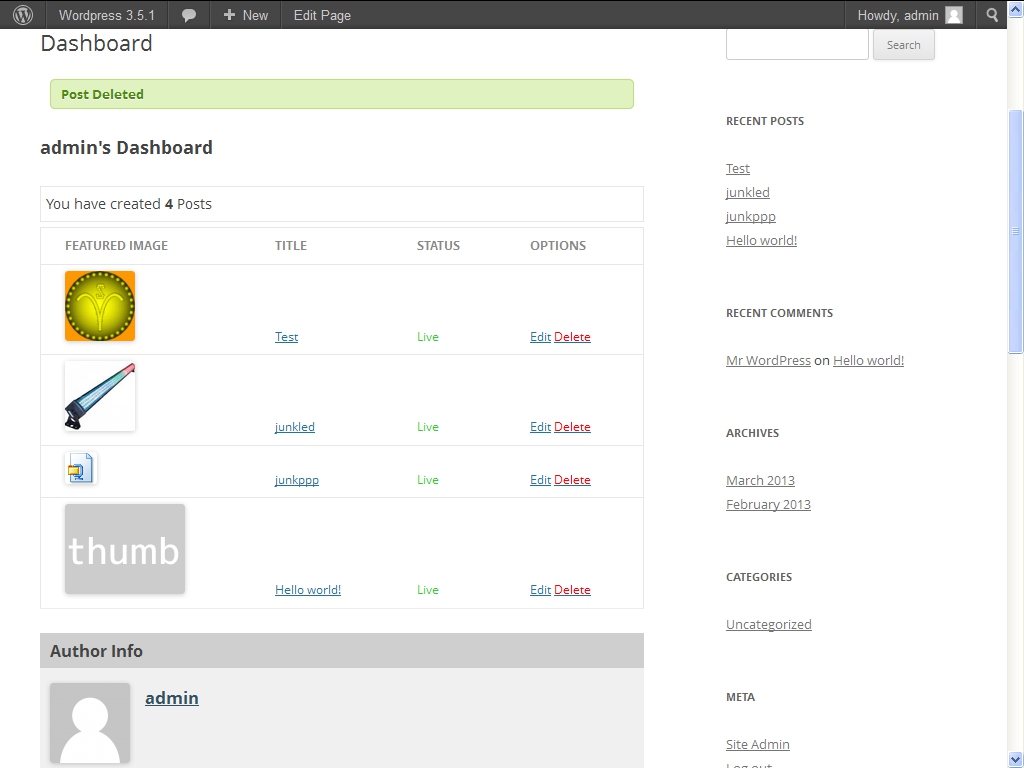 Wordpress 3.5.1 New Edit Page Howdy, admin
Dashboard
Search
Post Deleted
admin's Dashboard
You have created 4 Posts
FEATURED IMAGE TITLE STATUS OPTIONS
Test Live Edit Delete
junkled Live Edit Delete
junkppp Live Edit Delete
thumb
Hello world! Live Edit Delete
Author Info
admin
RECENT POSTS
Test
junkled
junkppp
Hello world!
RECENT COMMENTS
Mr WordPress on Hello world!
ARCHIVES
March 2013
February 2013
CATEGORIES
Uncategorized
META
Site Admin
Log out